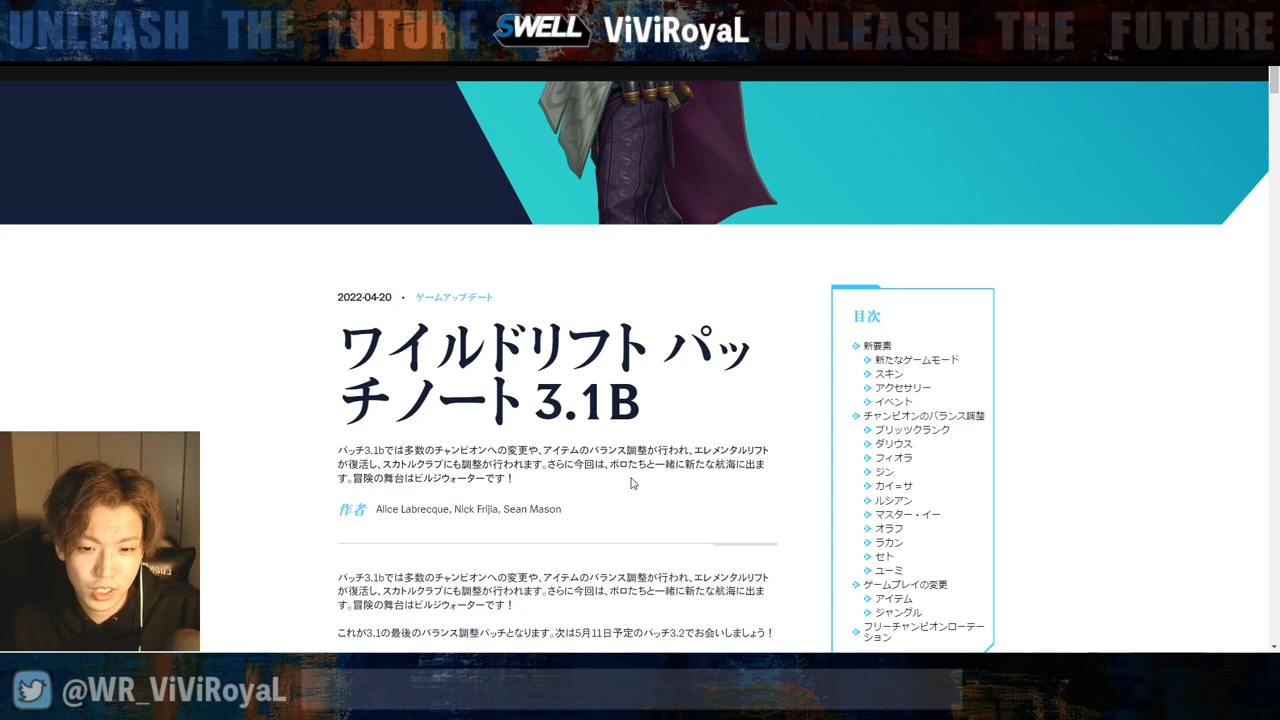 UNLEASH THE FUTURE SWELL ViViRoyaL UNLEASH THE FUTURE
2022-04-20 ・ ゲームアップデート
ワイルドリフト パッ
チノート 3.1B
パッチ3.1bでは多数のチャンピオンへの変更や、アイテムのバランス調整が行われ、エレメンタルリフト
が復活し、スカトルクラブにも調整が行われます。さらに今回は、ポロたちと一緒に新たな航海に出ま
す。冒険の舞台はビルジウォーターです！
作者 Alice Labrecque, Nick Frijia, Sean Mason
パッチ3.1bでは多数のチャンピオンへの変更や、アイテムのバランス調整が行われ、エレメンタルリフト
が復活し、スカトルクラブにも調整が行われます。さらに今回は、ポロたちと一緒に新たな航海に出ま
す。冒険の舞台はビルジウォーターです！
これが3.1の最後のバランス調整パッチとなります。次は5月11日予定のパッチ3.2でお会いしましょう！
目次
新要素
新たなゲームモード
スキン
アクセサリー
イベント
チャンピオンのバランス調整
ブリッツクランク
ダリウス
フィオラ
ジン
カイ＝サ
ルシアン
マスター・イー
オラフ
ラカン
セト
ユーミ
ゲームプレイの変更
アイテム
ジャングル
フリーチャンピオンローテー
ション
@WR_ViViRoyaL